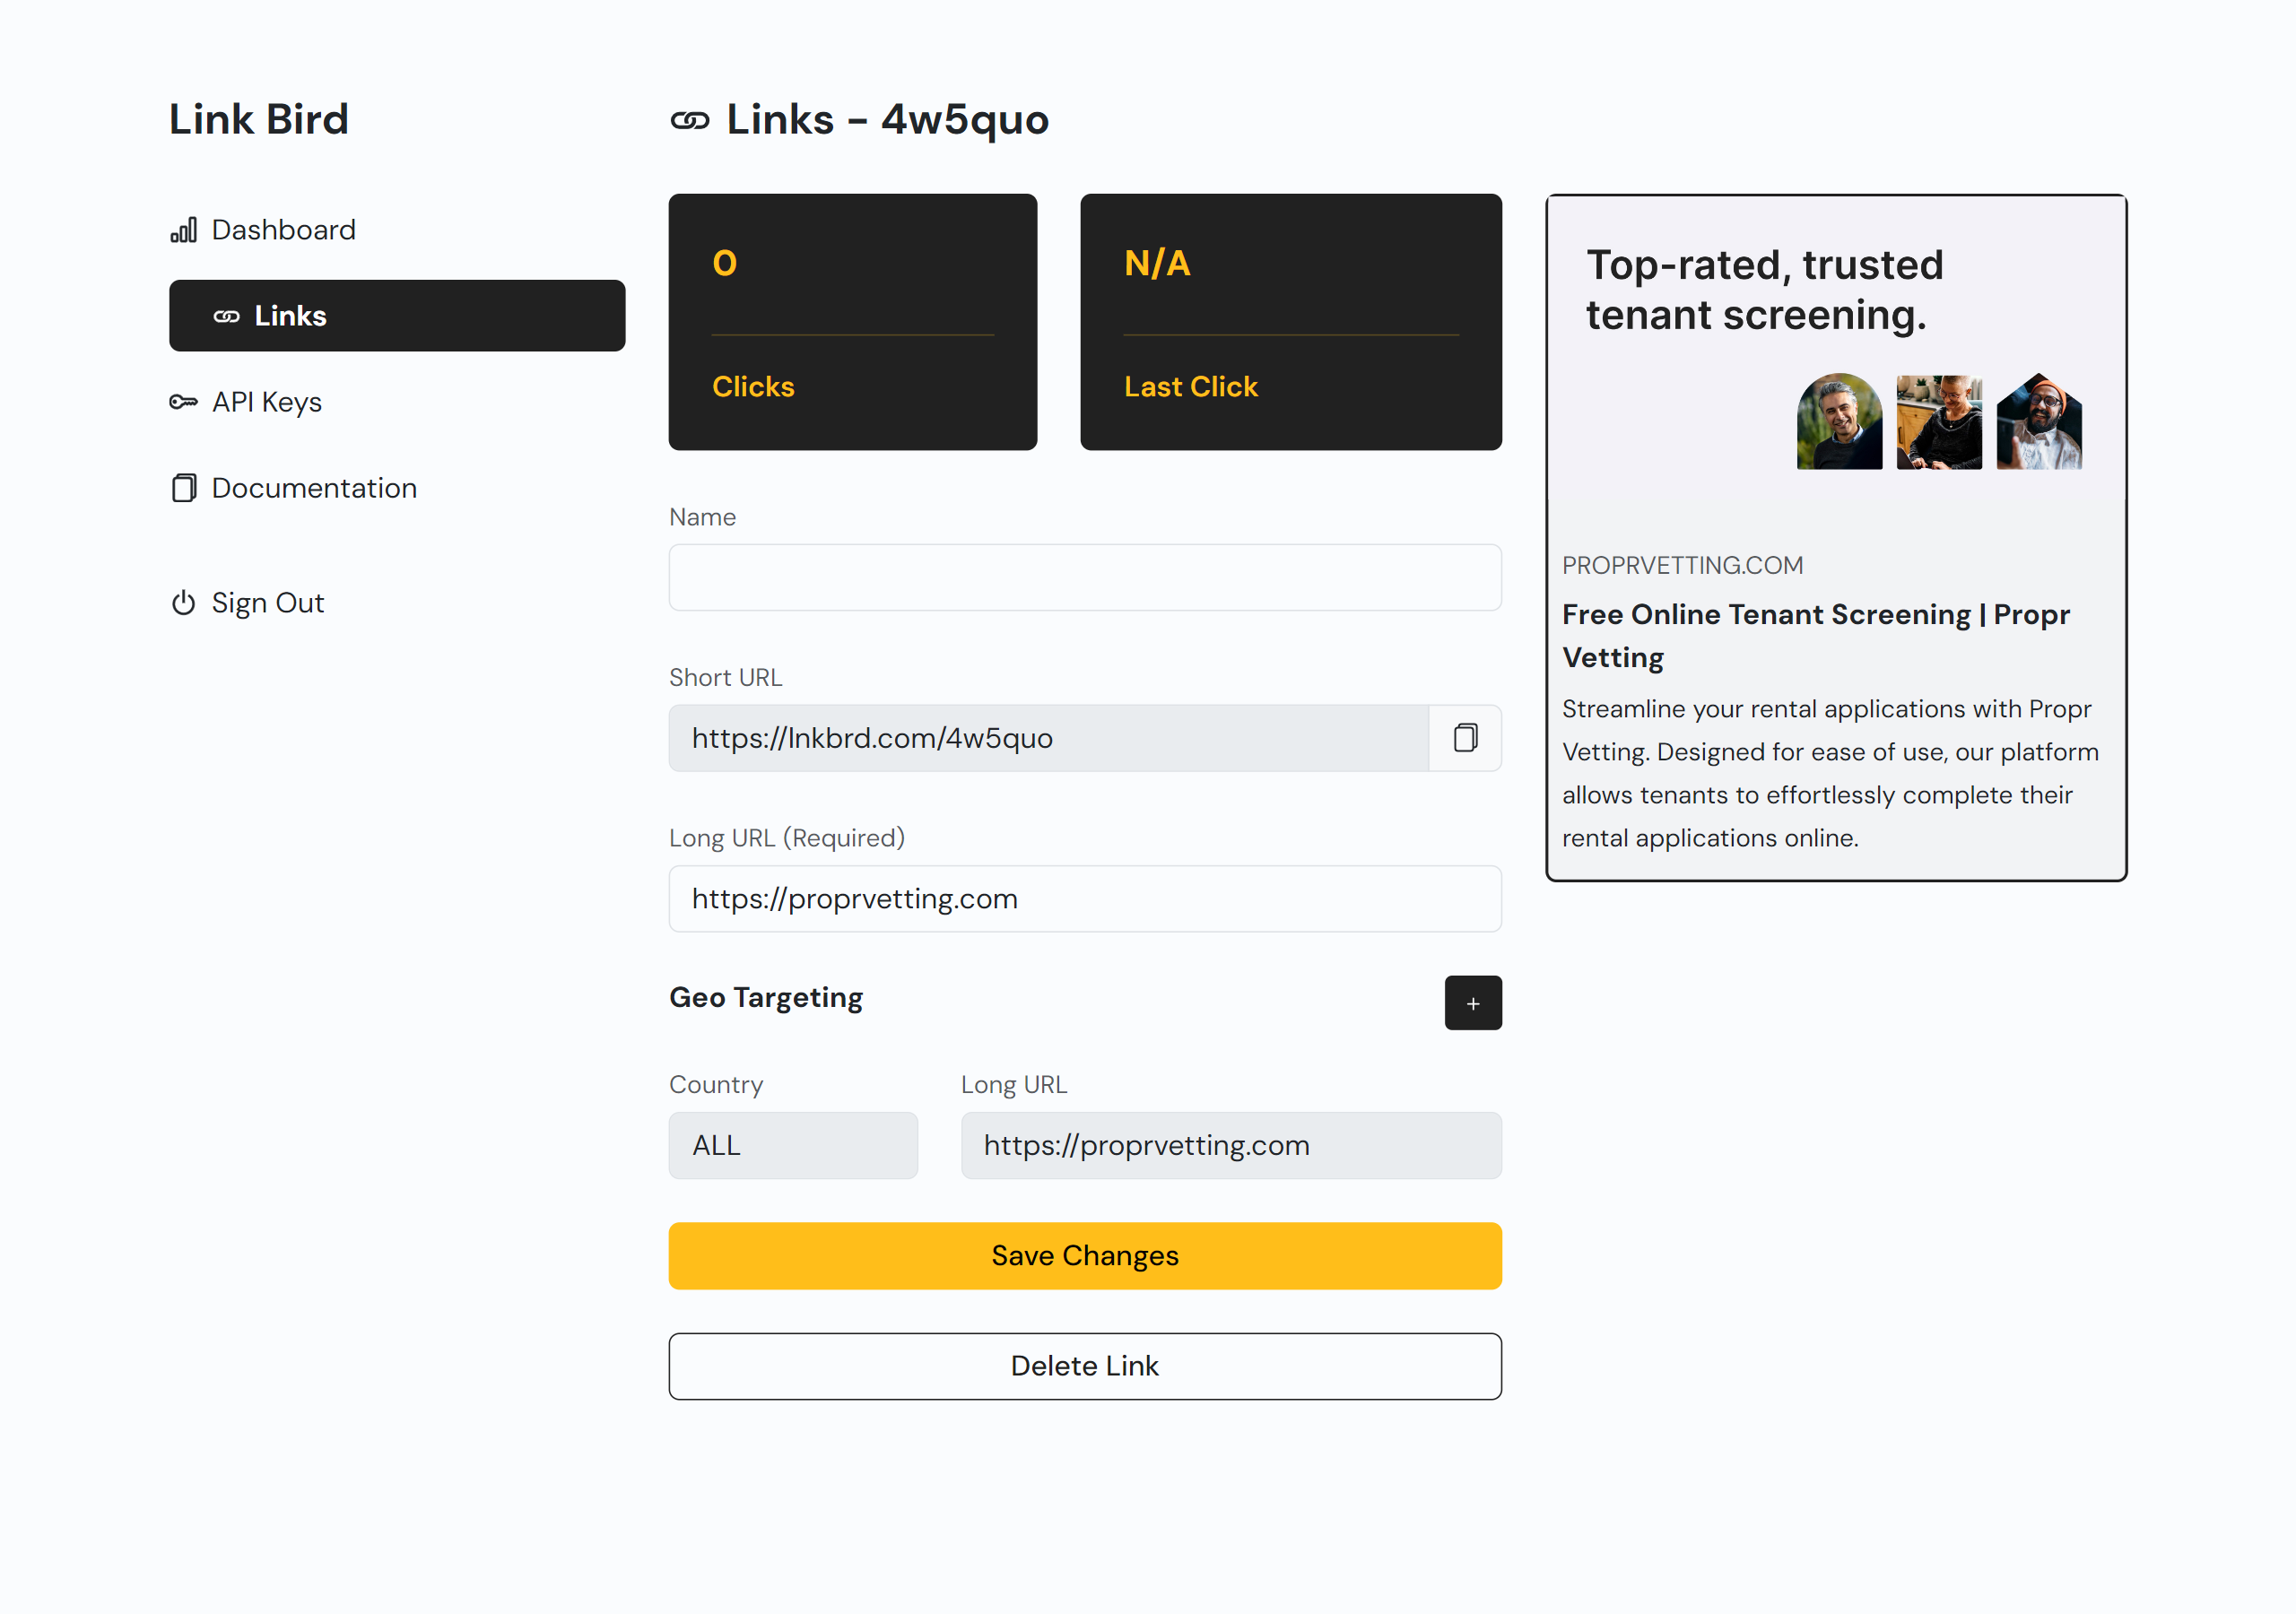 Link Bird
Dashboard
Links
API Keys
Documentation
Sign Out
Links - 4w5quo
0
Clicks
N/A
Last Click
Name
Short URL
https://lnkbrd.com/4w5quo
Long URL (Required)
https://proprvetting.com
Geo Targeting
+
Country
Long URL
ALL
https://proprvetting.com
Save Changes
Delete Link
Top-rated, trusted
tenant screening.
PROPRVETTING.COM
Free Online Tenant Screening | Propr
Vetting
Streamline your rental applications with Propr
Vetting. Designed for ease of use, our platform
allows tenants to effortlessly complete their
rental applications online.